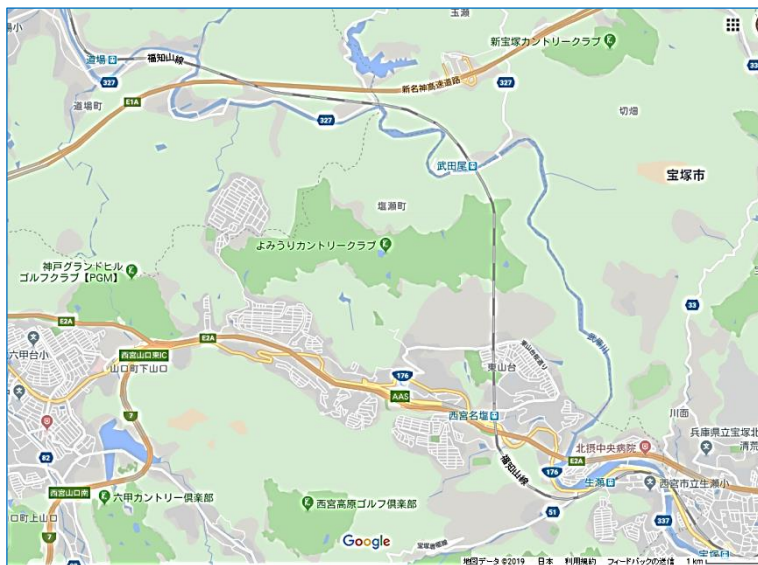 玉瀬
新宝塚カントリークラブ
道場
福知山線
327
新名神高速道路
327
道場町
E1A
327
切畑
武田尾
宝塚市
塩瀬町
よみうりカントリークラブ
神戸グランドヒル
ゴルフクラブ【PGM】
33
E2A
六甲台小
西宮山口東IC
E2A
山口町下山口
176
東山台
AAS
7
西宮名塩
川面
兵庫県立宝塚北
清荒
北摂中央病院
82
E2A
176
福知山線
生瀬
西宮市立生瀬小
西宮山口南
六甲カントリー倶楽部
西宮高原ゴルフ倶楽部
口町上山口
51
337
7
Google
宝塚
地図データ ©2019 日本 利用規約 フィードバックの送信 1 km